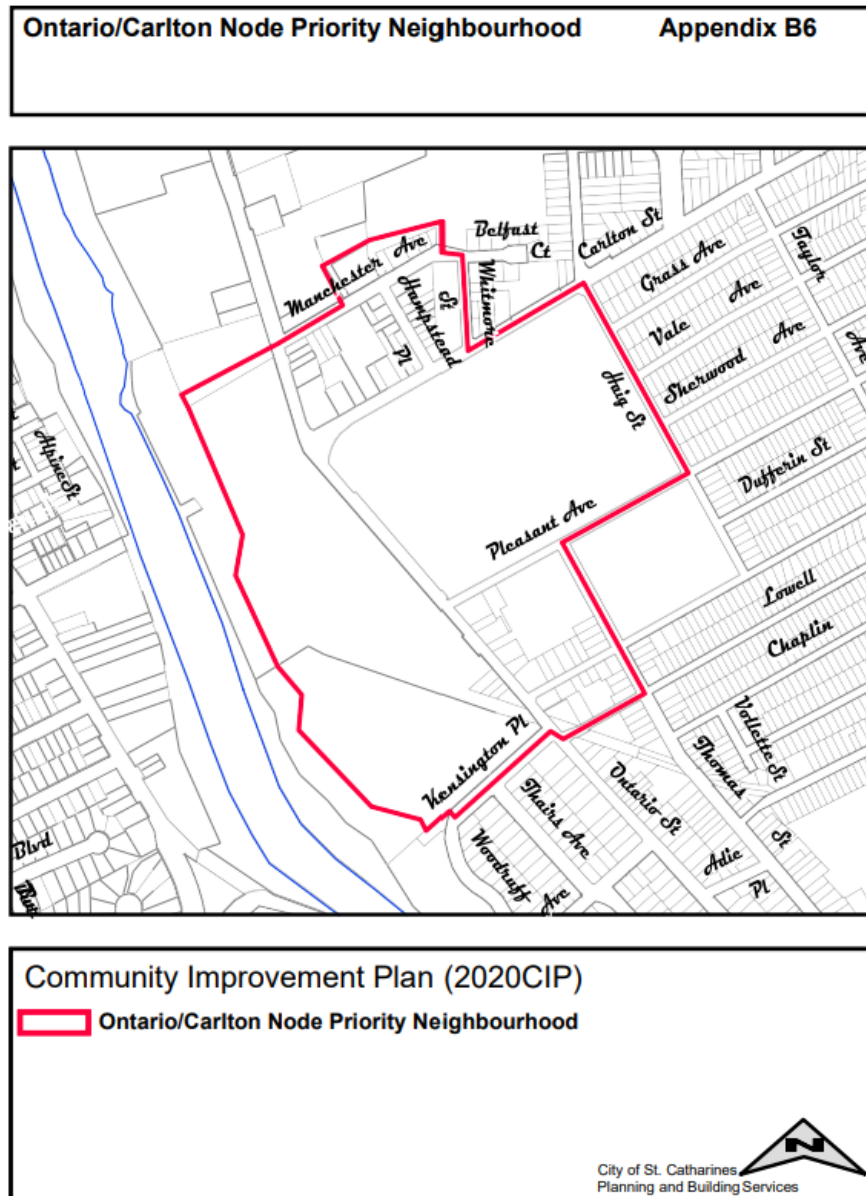 Ontario/Carlton Node Priority Neighbourhood Appendix B6
Belfast
Ct
Carlton St
Manchester Ave
Hampstead
St
Pl
Whitmore
Grass Ave
Taylor
Ave
Vale Ave
Sherwood Ave
Haig St
Alpine St
Dufferin St
Pleasant Ave
Lowell
Chaplin
Vollette St
Thomas
St
Kensington Pl
Thairs Ave
Ontario St
Woodruff
Ave
Adie
Pl
Blvd
Community Improvement Plan (2020CIP)
Ontario/Carlton Node Priority Neighbourhood
N
City of St. Catharines
Planning and Building Services